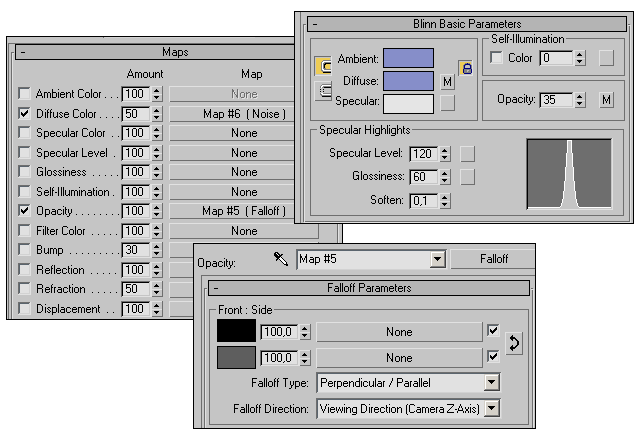 - Maps
Amount Map
Ambient Color . . . 100 None
Diffuse Color . . . . 50 Map #6 ( Noise )
Specular Color . . 100 None
Specular Level . 100 None
Glossiness . . . . . 100 None
Self-Illumination . 100 None
Opacity . . . . . . . . 100 Map #5 ( Falloff )
Filter Color . . . . . 100 None
Bump . . . . . . . . . 30
Reflection . . . . . 100
Refraction . . . . . 50
Displacement . . 100
- Blinn Basic Parameters
Ambient:
Diffuse: M
Specular:
Self-Illumination
Color 0
Opacity: 35 M
Specular Highlights
Specular Level: 120
Glossiness: 60
Soften: 0,1
Opacity: Map #5 Falloff
- Falloff Parameters
Front : Side
100,0 None
100,0 None
Falloff Type: Perpendicular / Parallel
Falloff Direction: Viewing Direction (Camera Z-Axis)